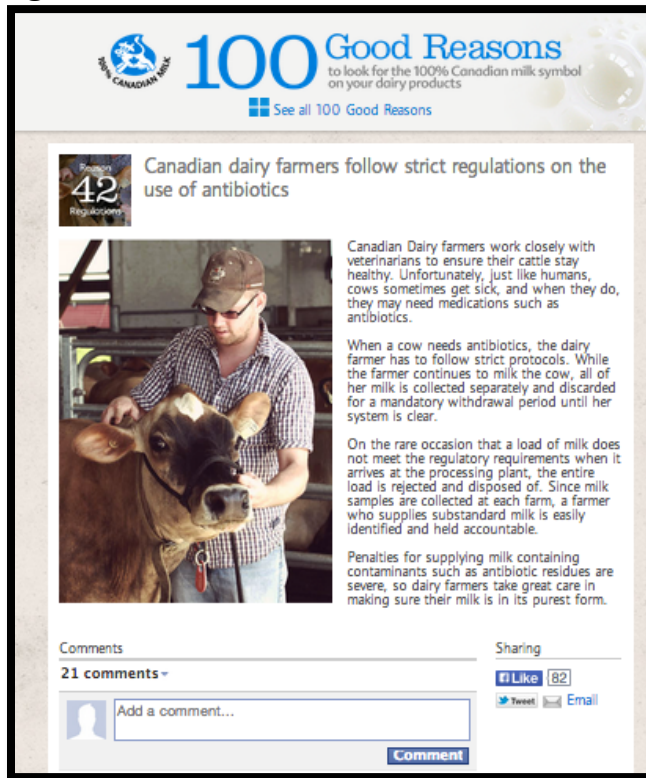 100% CANADIAN MILK
100 Good Reasons
to look for the 100% Canadian milk symbol
on your dairy products
See all 100 Good Reasons
Reason
42
Regulations
Canadian dairy farmers follow strict regulations on the
use of antibiotics
Canadian Dairy farmers work closely with
veterinarians to ensure their cattle stay
healthy. Unfortunately, just like humans,
cows sometimes get sick, and when they do,
they may need medications such as
antibiotics.
When a cow needs antibiotics, the dairy
farmer has to follow strict protocols. While
the farmer continues to milk the cow, all of
her milk is collected separately and discarded
for a mandatory withdrawal period until her
system is clear.
On the rare occasion that a load of milk does
not meet the regulatory requirements when it
arrives at the processing plant, the entire
load is rejected and disposed of. Since milk
samples are collected at each farm, a farmer
who supplies substandard milk is easily
identified and held accountable.
Penalties for supplying milk containing
contaminants such as antibiotic residues are
severe, so dairy farmers take great care in
making sure their milk is in its purest form.
Comments
21 comments
Add a comment...
Comment
Sharing
Like 82
Tweet Email